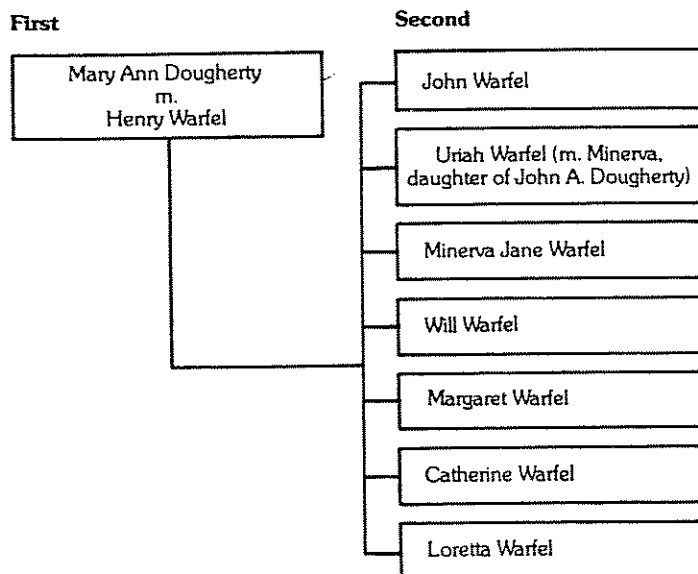 First
Mary Ann Dougherty
m.
Henry Warfel
Second
John Warfel
Uriah Warfel (m. Minerva,
daughter of John A. Dougherty)
Minerva Jane Warfel
Will Warfel
Margaret Warfel
Catherine Warfel
Loretta Warfel